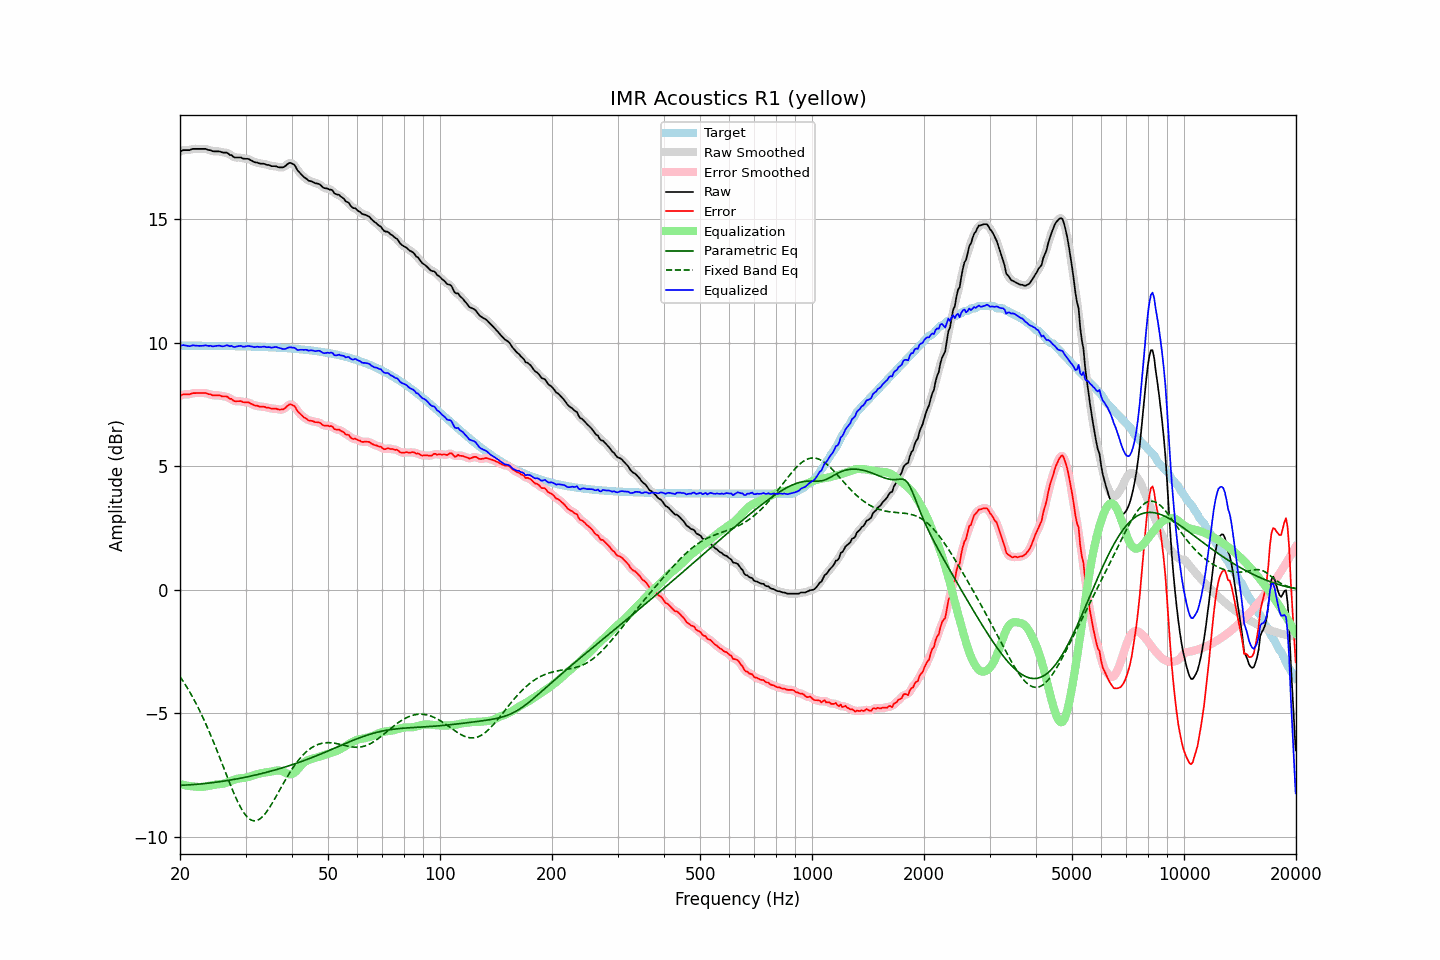 IMR Acoustics R1 (yellow)
Target
Raw Smoothed
Error Smoothed
Raw
Error
Equalization
Parametric Eq
Fixed Band Eq
Equalized
Amplitude (dBr)
15
10
5
0
−5
−10
20 50 100 200 500 1000 2000 5000 10000 20000
Frequency (Hz)